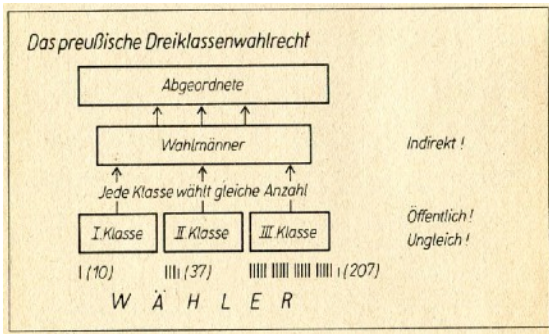 Das preußische Dreiklassenwahlrecht
Abgeordnete
Wahlmänner
Indirekt !
Jede Klasse wählt gleiche Anzahl
I. Klasse II. Klasse III. Klasse
Öffentlich !
Ungleich !
(10) (37) (207)
WÄHLER